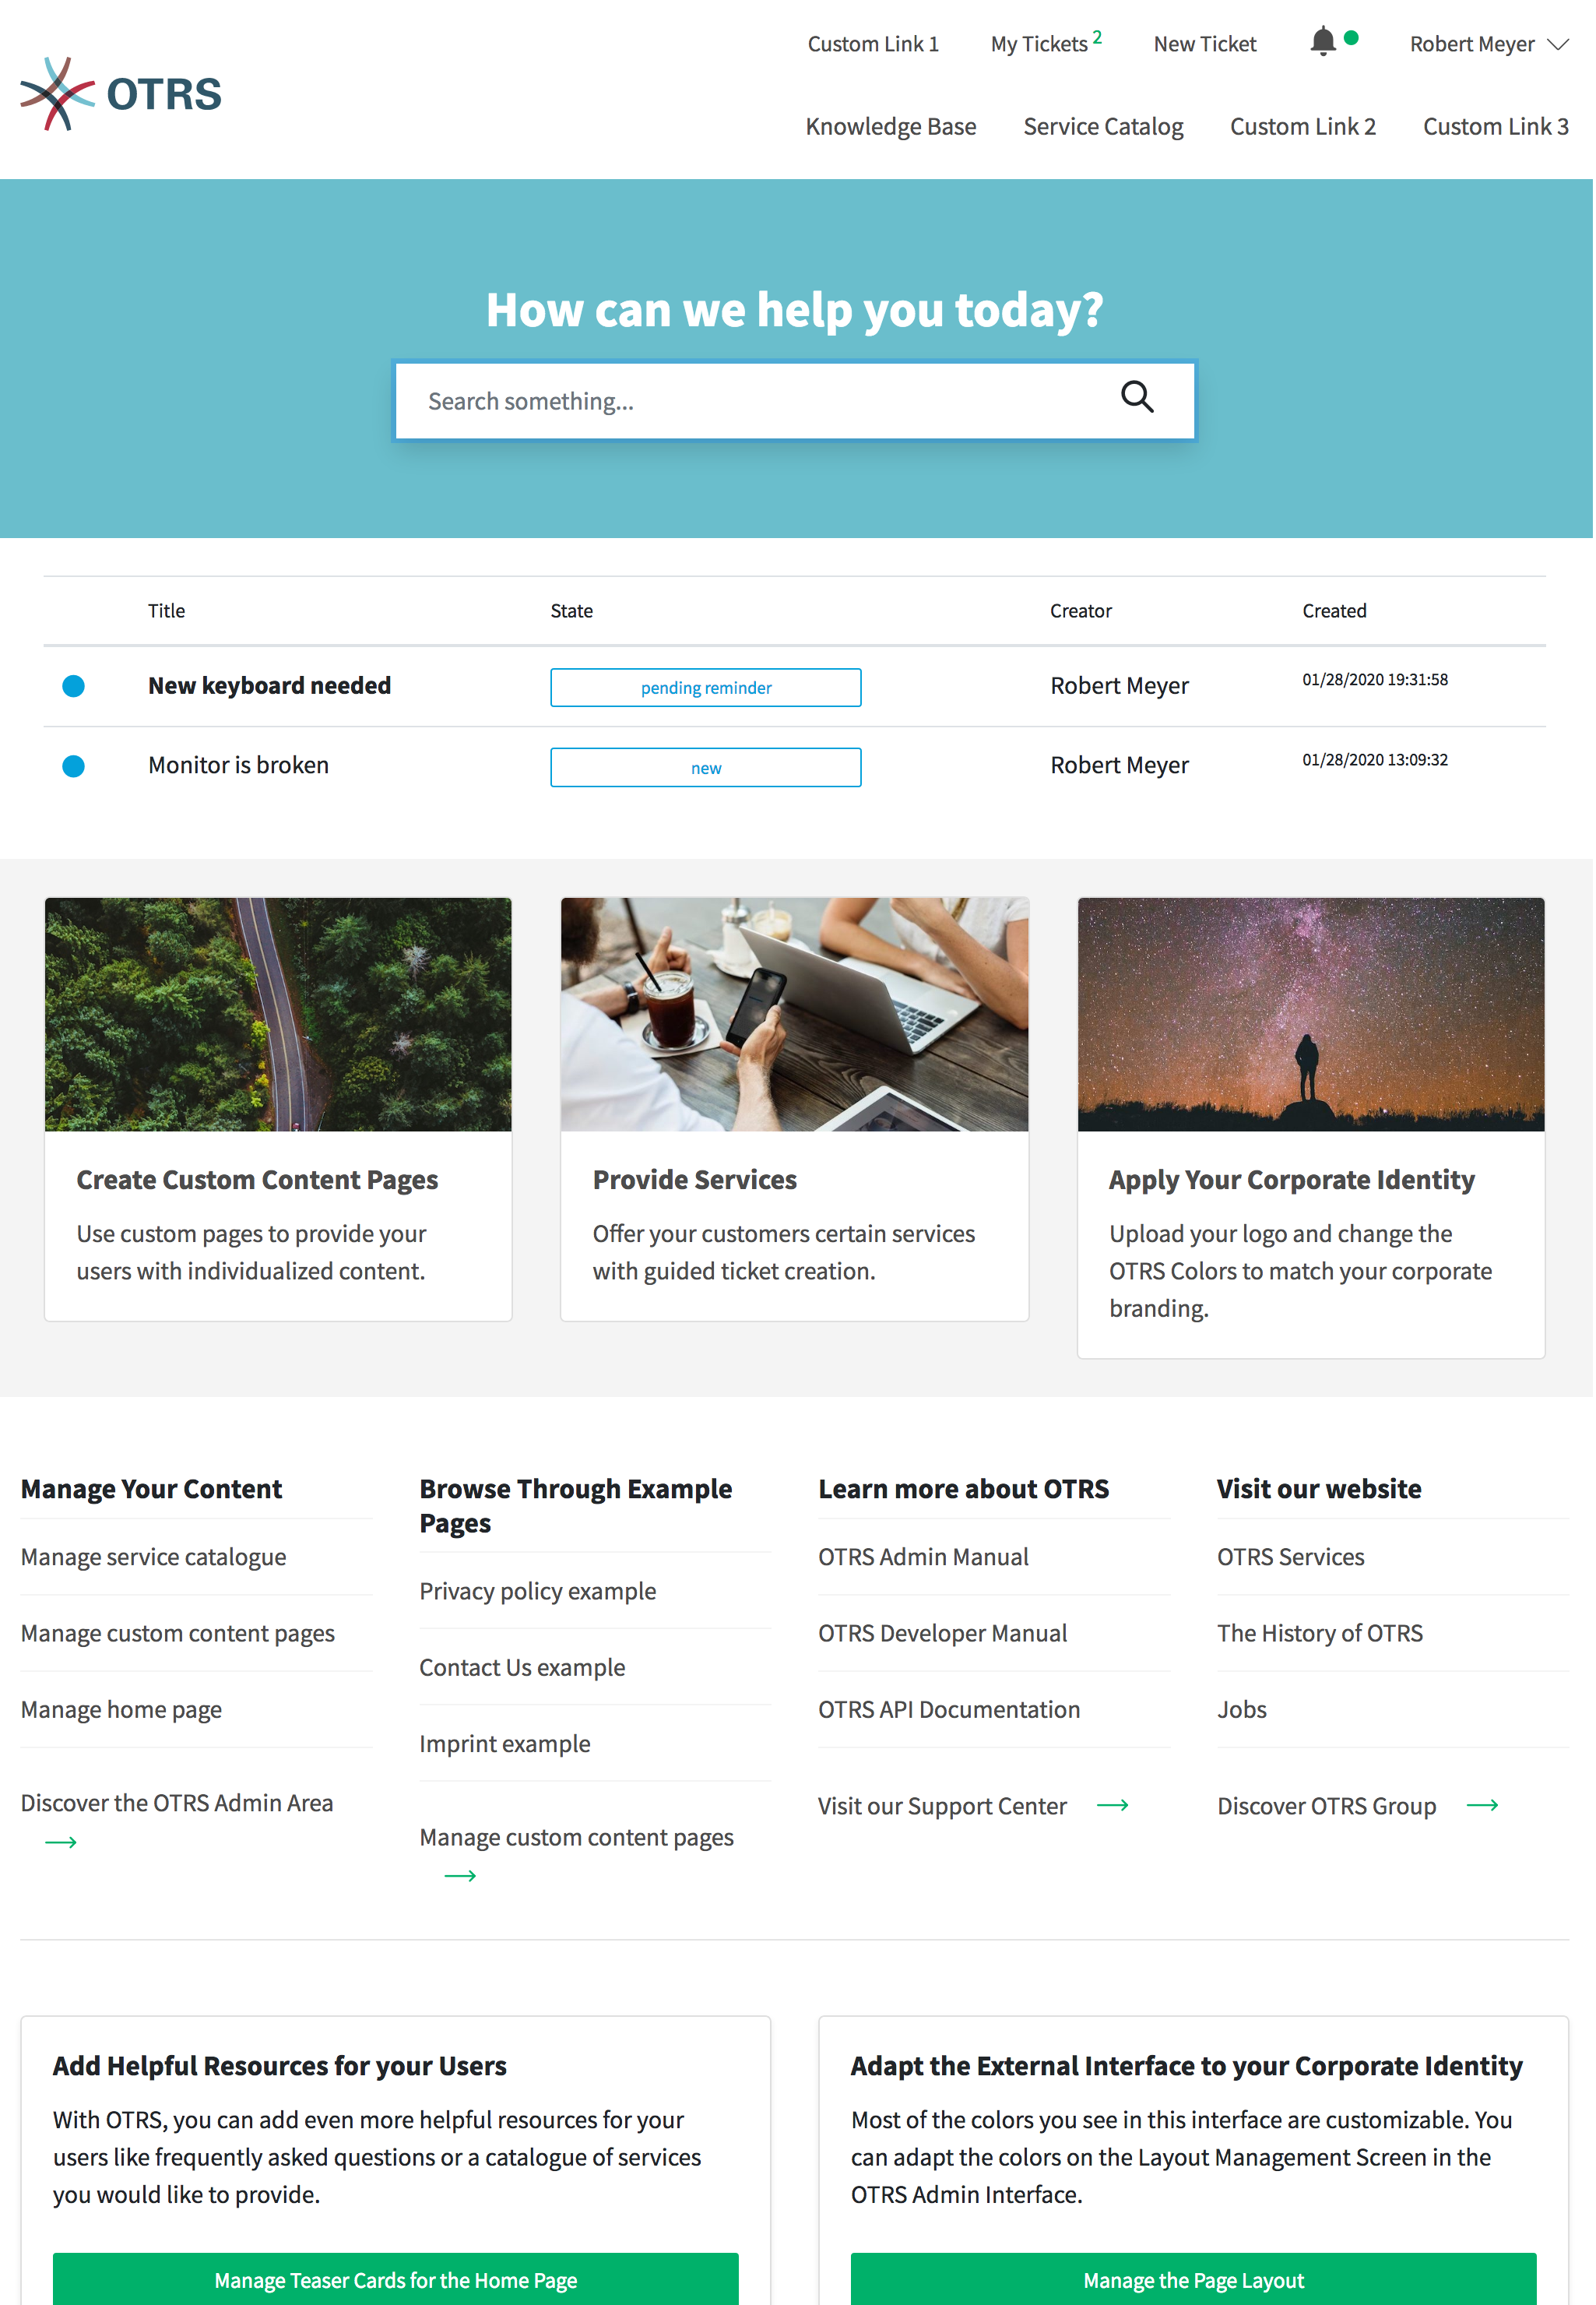 Custom Link 1 My Tickets 2 New Ticket Robert Meyer
OTRS
Knowledge Base Service Catalog Custom Link 2 Custom Link 3
How can we help you today?
Search something...
Title State Creator Created
New keyboard needed pending reminder Robert Meyer 01/28/2020 19:31:58
Monitor is broken new Robert Meyer 01/28/2020 13:09:32
Create Custom Content Pages
Use custom pages to provide your
users with individualized content.
Provide Services
Offer your customers certain services
with guided ticket creation.
Apply Your Corporate Identity
Upload your logo and change the
OTRS Colors to match your corporate
branding.
Manage Your Content
Manage service catalogue
Manage custom content pages
Manage home page
Discover the OTRS Admin Area
Browse Through Example
Pages
Privacy policy example
Contact Us example
Imprint example
Manage custom content pages
Learn more about OTRS
OTRS Admin Manual
OTRS Developer Manual
OTRS API Documentation
Visit our Support Center
Visit our website
OTRS Services
The History of OTRS
Jobs
Discover OTRS Group
Add Helpful Resources for your Users
With OTRS, you can add even more helpful resources for your
users like frequently asked questions or a catalogue of services
you would like to provide.
Manage Teaser Cards for the Home Page
Adapt the External Interface to your Corporate Identity
Most of the colors you see in this interface are customizable. You
can adapt the colors on the Layout Management Screen in the
OTRS Admin Interface.
Manage the Page Layout